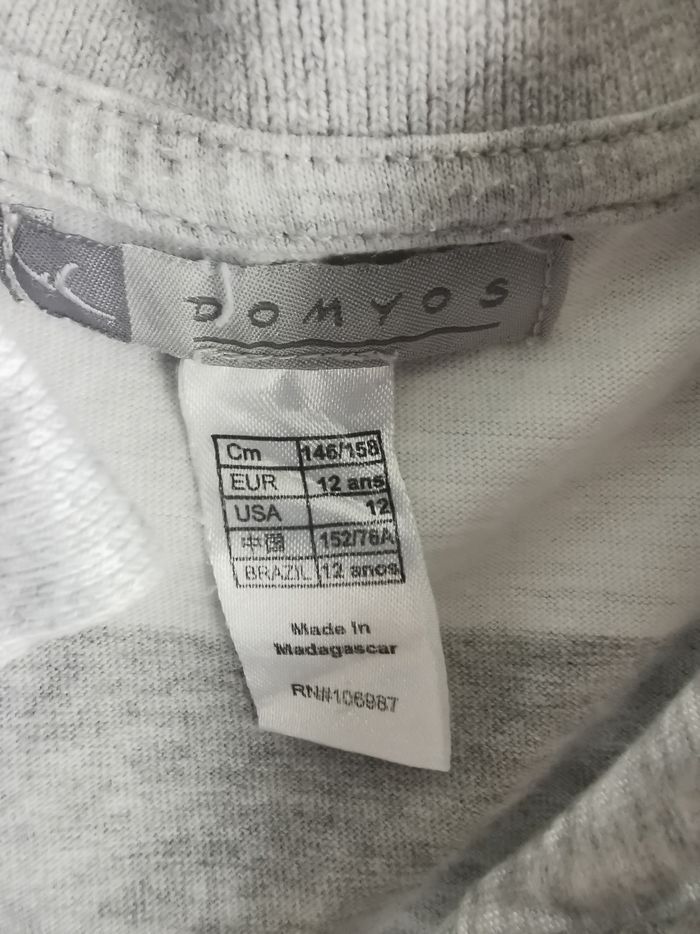 DOMYOS
Cm 146/158
EUR 12 ans
USA 12
中国 152/76A
BRAZIL 12 anos
Made in
Madagascar
RN#106987